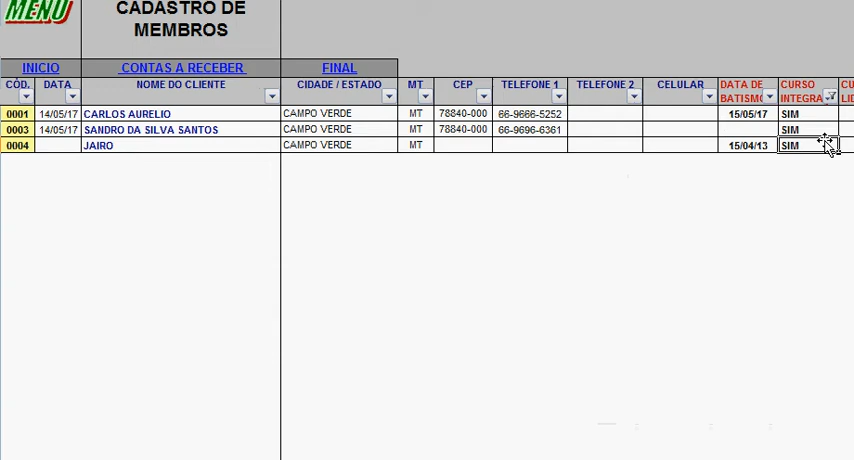 MENU
CADASTRO DE
MEMBROS
INICIO CONTAS A RECEBER FINAL
CÓD. DATA NOME DO CLIENTE CIDADE / ESTADO MT CEP TELEFONE 1 TELEFONE 2 CELULAR DATA DE BATISMO CURSO INTEGRA CU LID
0001 14/05/17 CARLOS AURELIO CAMPO VERDE MT 78840-000 66-9666-5252 15/05/17 SIM
0003 14/05/17 SANDRO DA SILVA SANTOS CAMPO VERDE MT 78840-000 66-9696-6361 SIM
0004 JAIRO CAMPO VERDE MT 15/04/13 SIM